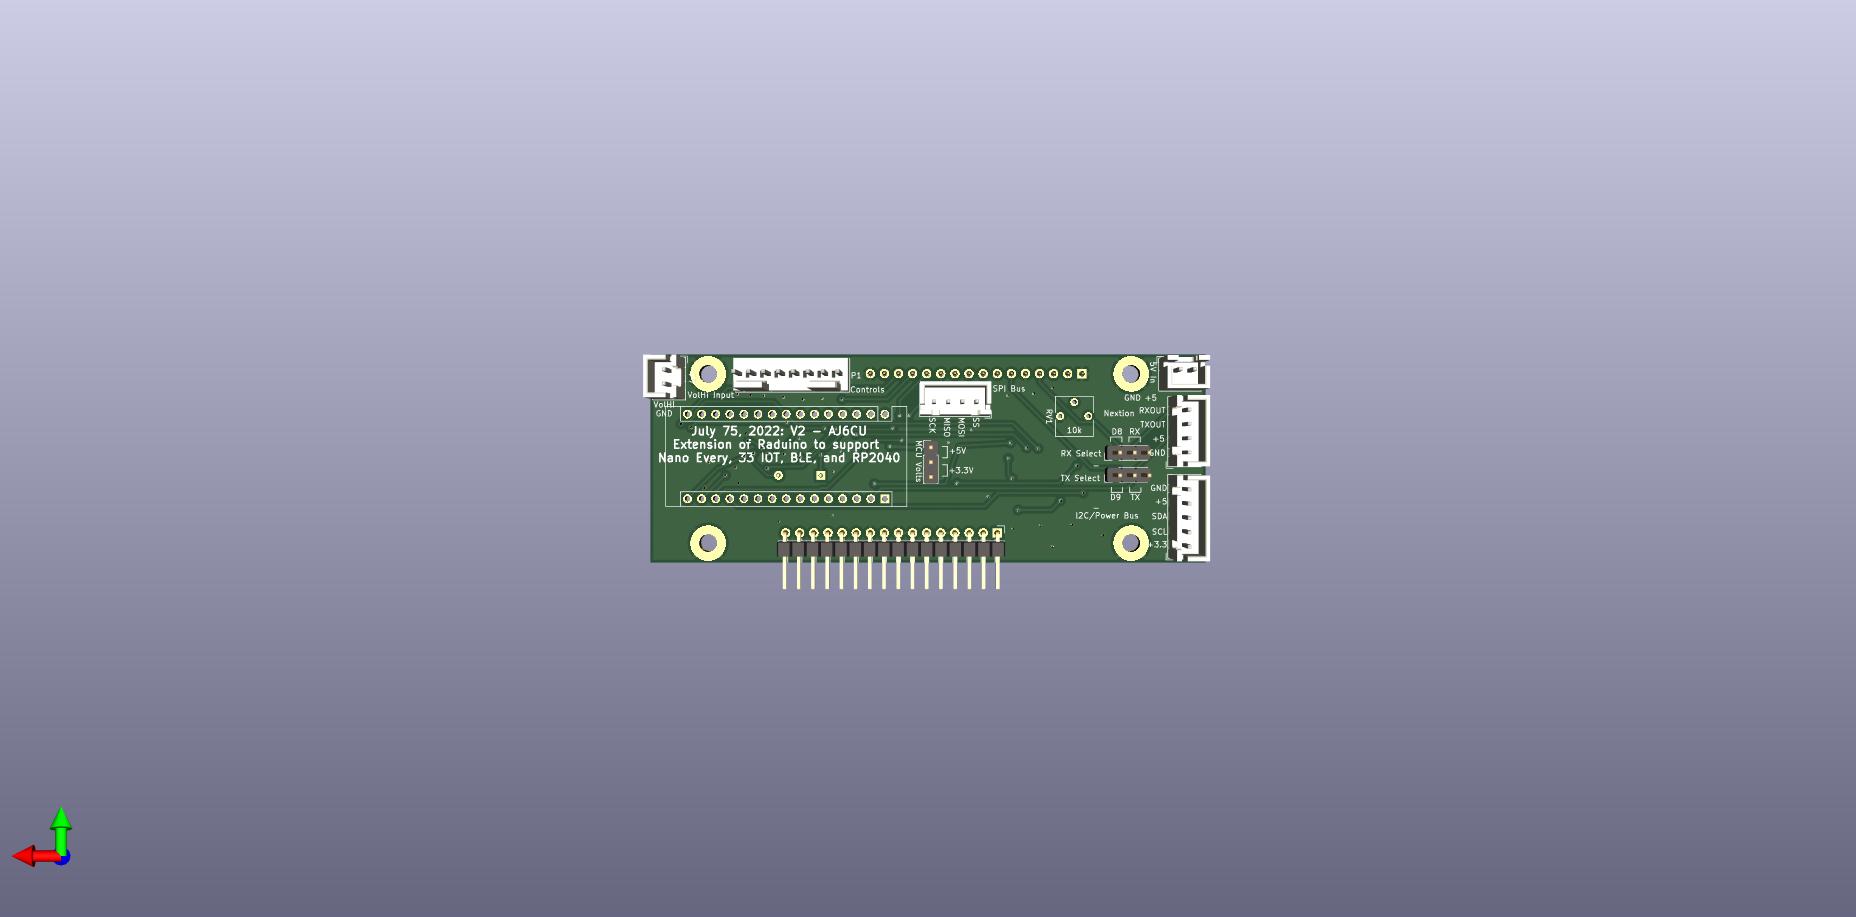 5V In
P1
VolHi Input
Controls
SPI Bus
GND +5
VolHi
GND
RV1
10k
Nextion
RXOUT
TXOUT
+5
GND
D8 RX
SCK
MISO
MOSI
SS
July 75, 2022: V2 - AJ6CU
Extension of Raduino to support
Nano Every, 33 IOT, BLE, and RP2040
MCU Volts
+5V
+3.3V
RX Select
TX Select
D9 TX
I2C/Power Bus
GND
+5
SDA
SCL
+3.3